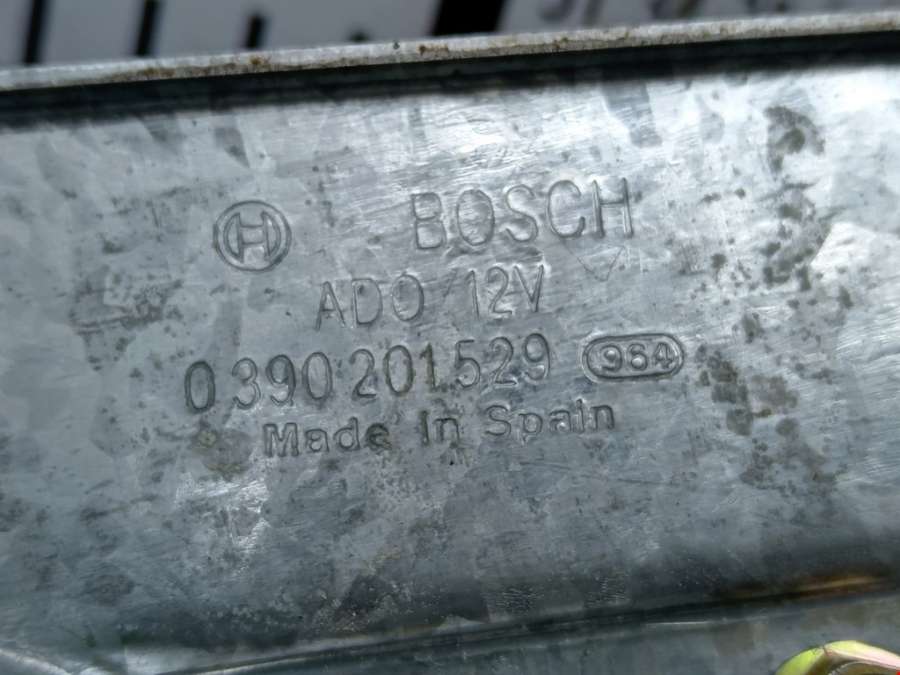 BOSCH
ADO 12V
0 390 201 529 964
Made in Spain